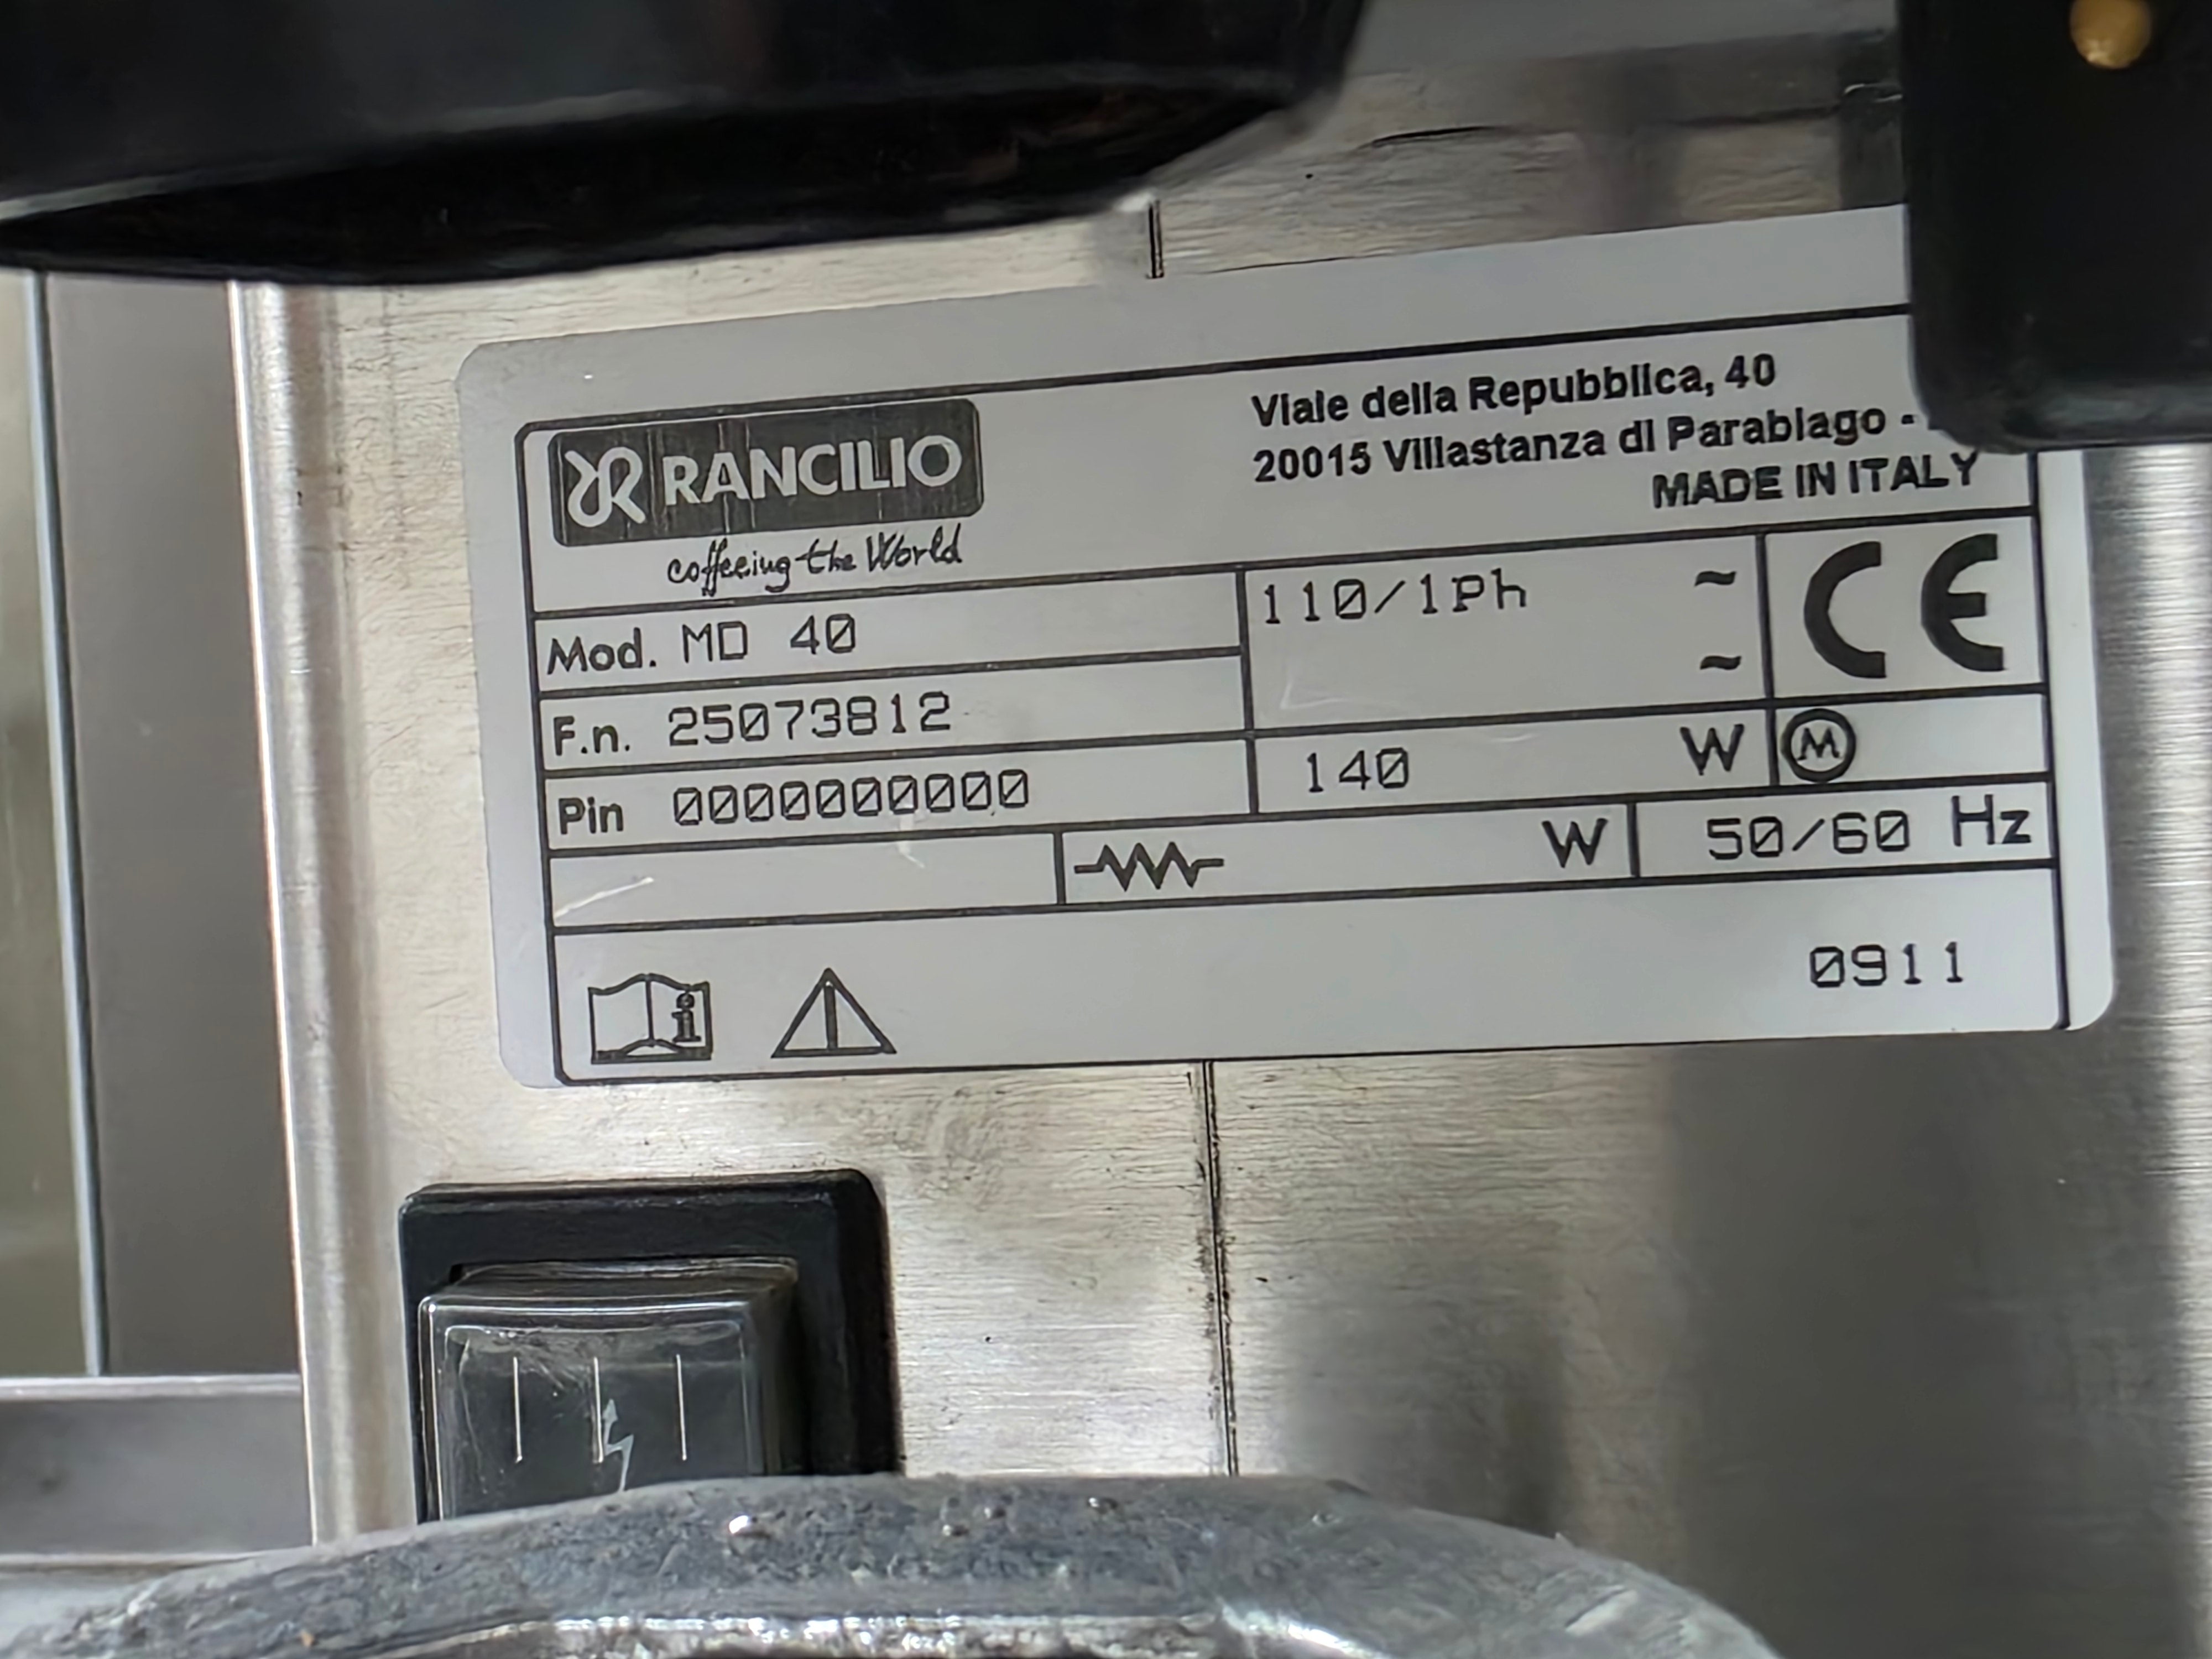 RANCILIO
coffeeing the World
Viale della Repubblica, 40
20015 Villastanza di Parabiago -
MADE IN ITALY
Mod. MD 40
110/1Ph ~
~
CE
F.n. 25073812
Pin 0000000000
140 W M
W 50/60 Hz
i
0911